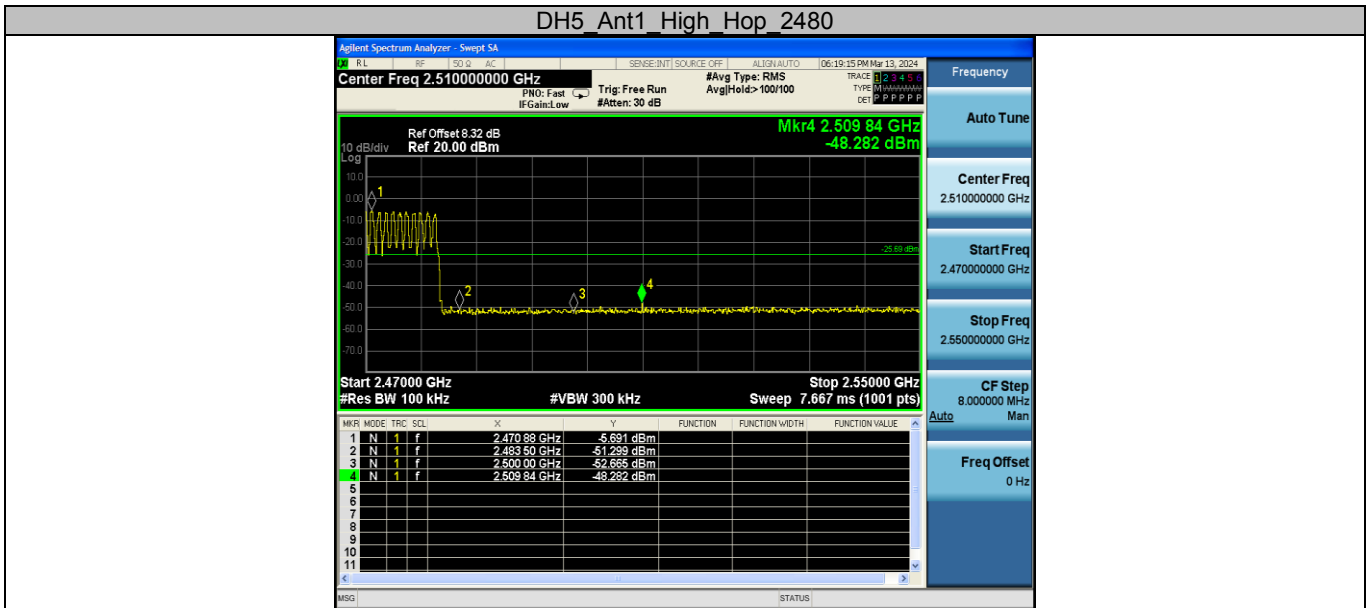 DH5_Ant1_High_Hop_2480
Agilent Spectrum Analyzer - Swept SA
RL RF 50 Ω AC SENSE:INT SOURCE OFF ALIGNAUTO 06:19:15 PM Mar 13, 2024
Center Freq 2.510000000 GHz
PNO: Fast
IFGain:Low
Trig: Free Run
#Atten: 30 dB
#Avg Type: RMS
Avg|Hold:>100/100
TRACE 1 2 3 4 5 6
TYPE M
DET P P P P P P
Frequency
Mkr4 2.509 84 GHz
-48.282 dBm
Ref Offset 8.32 dB
10 dB/div Ref 20.00 dBm
Log
10.0
0.00
-10.0
-20.0
-30.0
-40.0
-50.0
-60.0
-70.0
1
2
3
4
-25.69 dBm
Start 2.47000 GHz Stop 2.55000 GHz
#Res BW 100 kHz #VBW 300 kHz Sweep 7.667 ms (1001 pts)
MKR MODE TRC SCL X Y FUNCTION FUNCTION WIDTH FUNCTION VALUE
1 N 1 f 2.470 88 GHz -5.691 dBm
2 N 1 f 2.483 50 GHz -51.299 dBm
3 N 1 f 2.500 00 GHz -52.665 dBm
4 N 1 f 2.509 84 GHz -48.282 dBm
5
6
7
8
9
10
11
MSG STATUS
Auto Tune
Center Freq
2.510000000 GHz
Start Freq
2.470000000 GHz
Stop Freq
2.550000000 GHz
CF Step
8.000000 MHz
Auto Man
Freq Offset
0 Hz